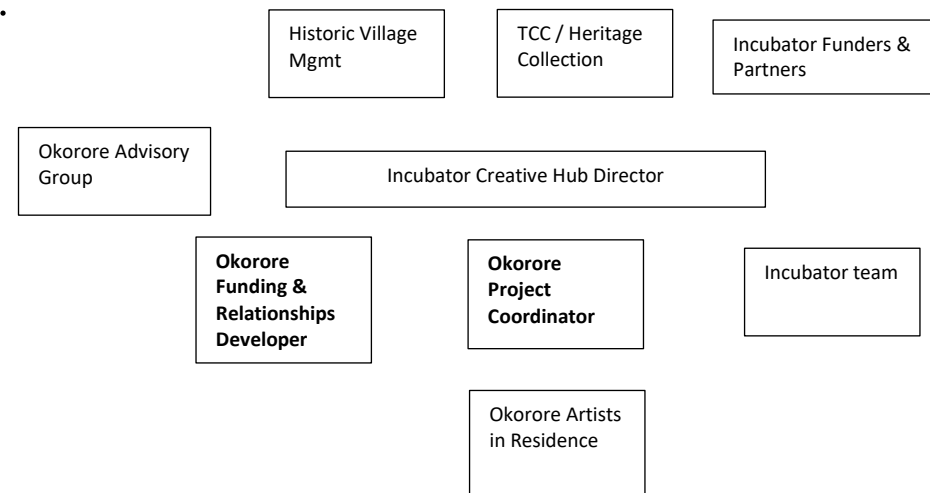 •
Historic Village
Mgmt
TCC / Heritage
Collection
Incubator Funders &
Partners
Okorore Advisory
Group
Incubator Creative Hub Director
Okorore
Funding &
Relationships
Developer
Okorore
Project
Coordinator
Incubator team
Okorore Artists
in Residence